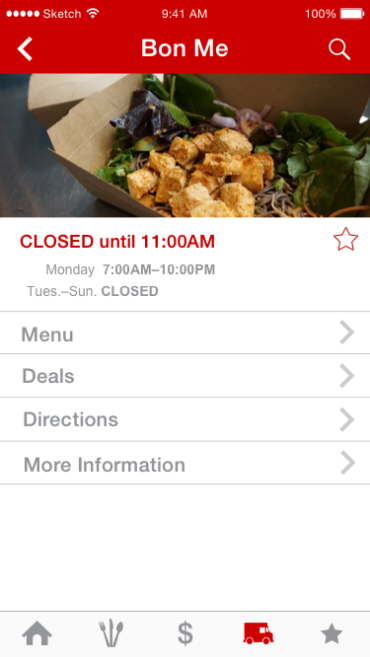 Sketch 9:41 AM 100%
Bon Me
CLOSED until 11:00AM
Monday 7:00AM–10:00PM
Tues.–Sun. CLOSED
Menu
Deals
Directions
More Information
$